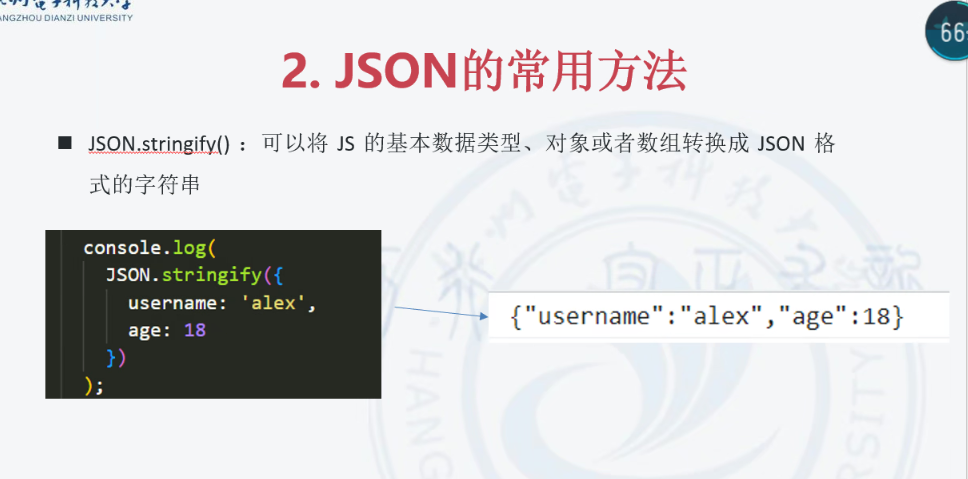 ANGZHOU DIANZI UNIVERSITY
66
2. JSON的常用方法
■ JSON.stringify() ：可以将 JS 的基本数据类型、对象或者数组转换成 JSON 格
式的字符串
console.log(
JSON.stringify({
username: 'alex',
age: 18
})
);
{"username":"alex","age":18}